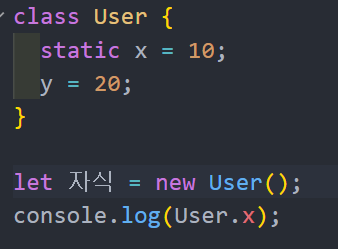 class User {
  static x = 10;
  y = 20;
}

let 자식 = new User();
console.log(User.x);